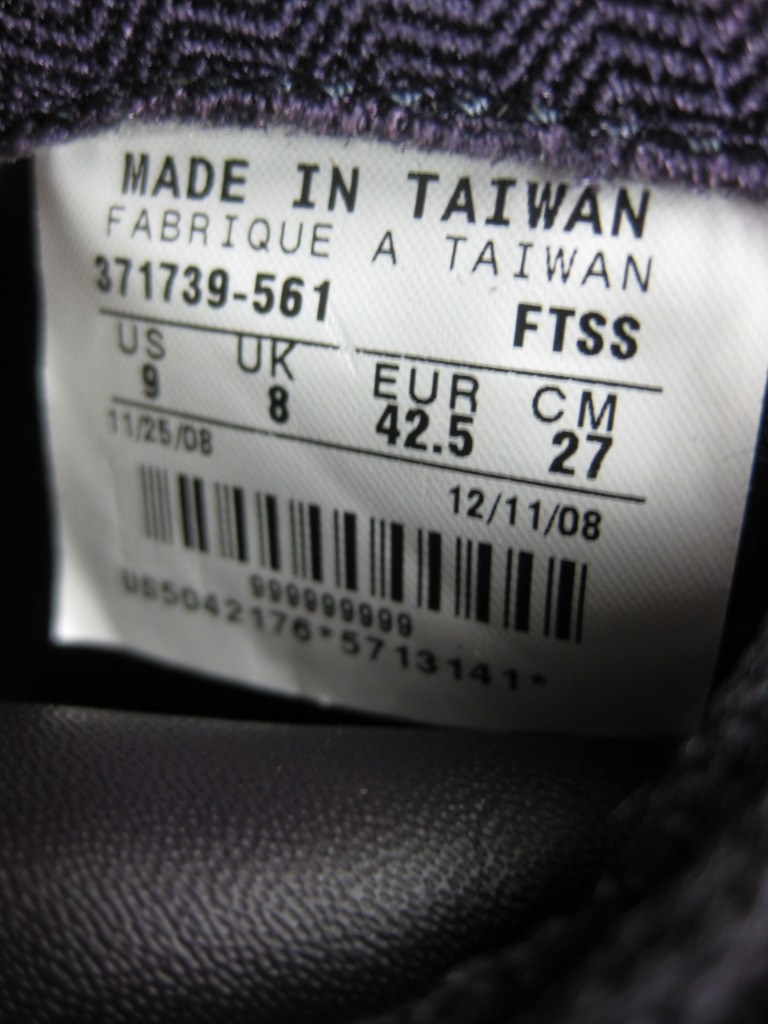 MADE IN TAIWAN
FABRIQUE A TAIWAN
371739-561 FTSS
US UK EUR CM
9 8 42.5 27
11/25/08 12/11/08
999999999
US5042176*5713141*